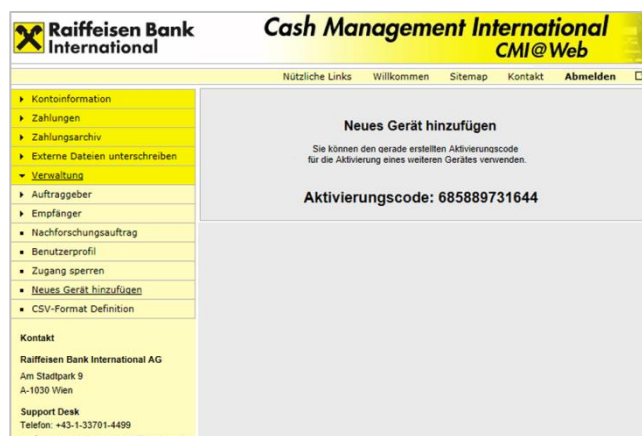 Raiffeisen Bank
International
Cash Management International
CMI@Web
Nützliche Links Willkommen Sitemap Kontakt Abmelden
Kontoinformation
Zahlungen
Zahlungsarchiv
Externe Dateien unterschreiben
Verwaltung
Auftraggeber
Empfänger
Nachforschungsauftrag
Benutzerprofil
Zugang sperren
Neues Gerät hinzufügen
CSV-Format Definition
Kontakt
Raiffeisen Bank International AG
Am Stadtpark 9
A-1030 Wien
Support Desk
Telefon: +43-1-33701-4499
Neues Gerät hinzufügen
Sie können den gerade erstellten Aktivierungscode
für die Aktivierung eines weiteren Gerätes verwenden.
Aktivierungscode: 685889731644